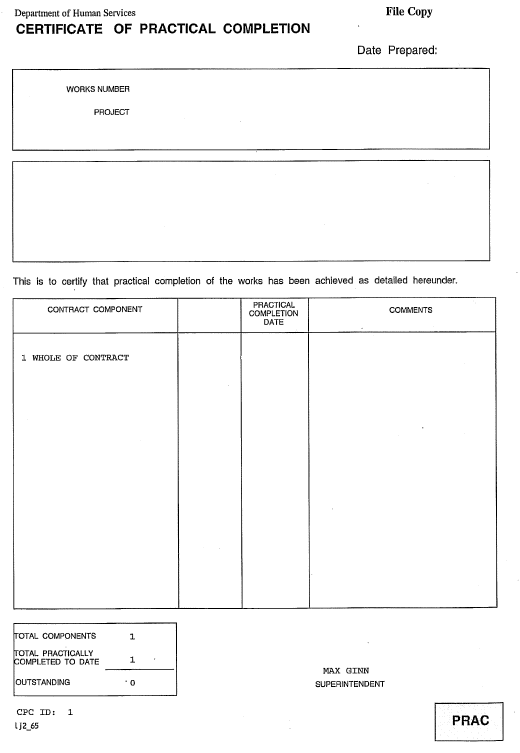 Department of Human Services
File Copy
CERTIFICATE OF PRACTICAL COMPLETION
Date Prepared:
WORKS NUMBER
PROJECT
This is to certify that practical completion of the works has been achieved as detailed hereunder.
CONTRACT COMPONENT
PRACTICAL
COMPLETION
DATE
COMMENTS
1 WHOLE OF CONTRACT
TOTAL COMPONENTS 1
TOTAL PRACTICALLY
COMPLETED TO DATE 1
OUTSTANDING 0
MAX GINN
SUPERINTENDENT
CPC ID: 1
lj2_65
PRAC